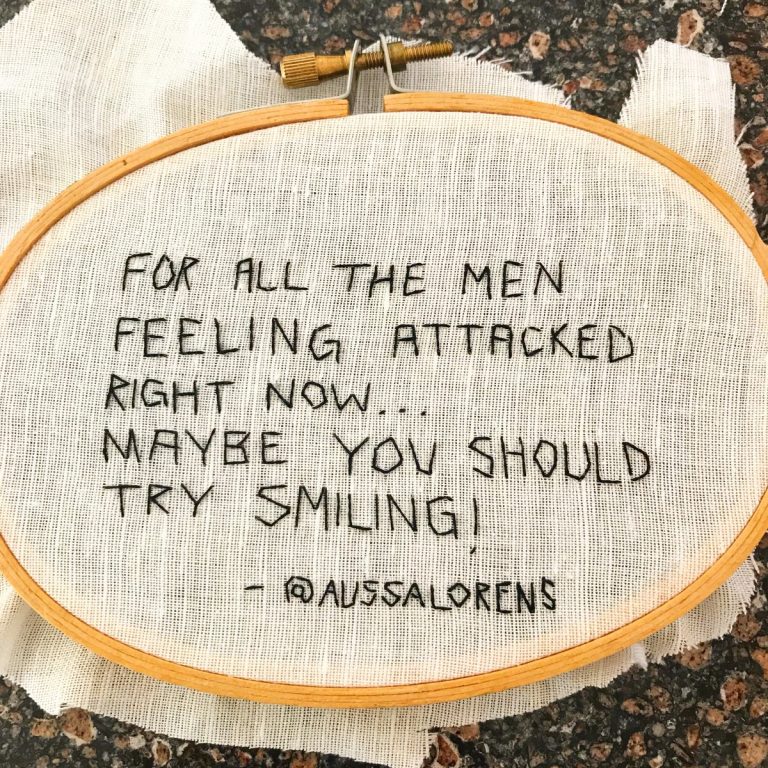 FOR ALL THE MEN
FEELING ATTACKED
RIGHT NOW...
MAYBE YOU SHOULD
TRY SMILING!
- @AUSSALORENS